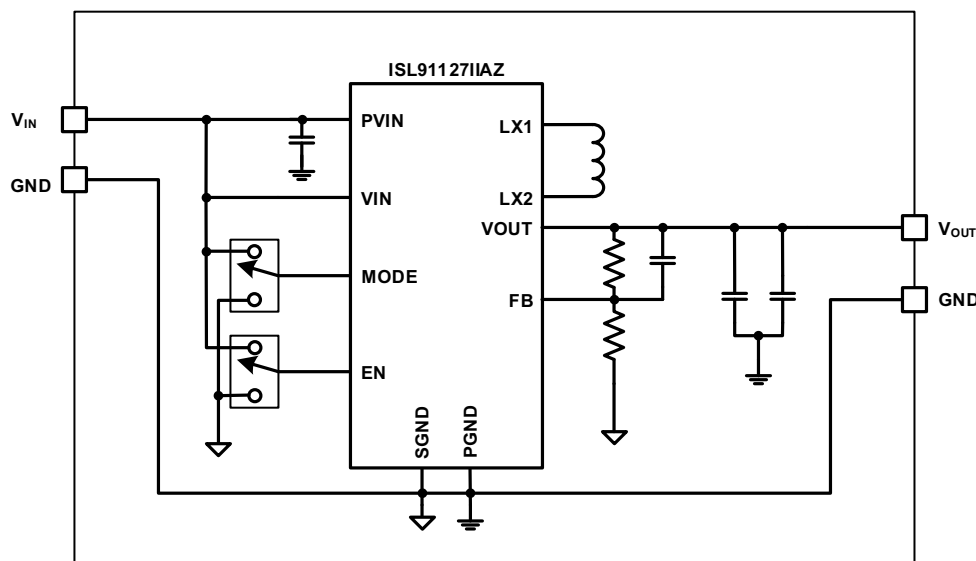 ISL91127IIAZ
VIN
GND
PVIN
VIN
MODE
EN
SGND
PGND
LX1
LX2
VOUT
FB
VOUT
GND